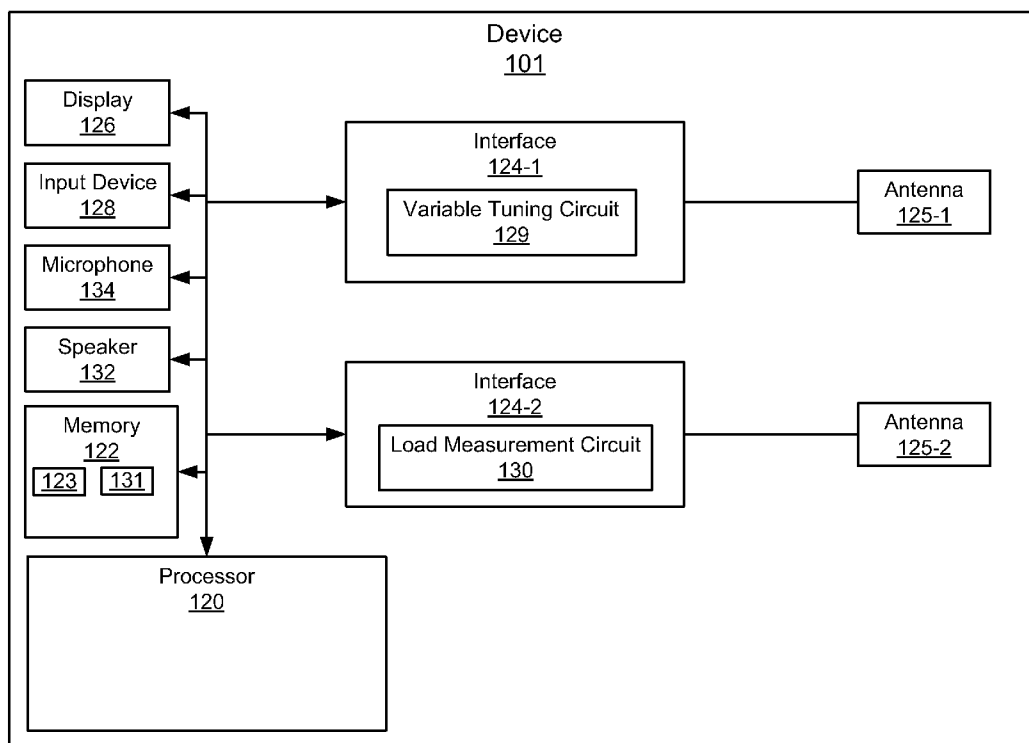 Device
101
Display
126
Input Device
128
Microphone
134
Speaker
132
Memory
122
123 131
Processor
120
Interface
124-1
Variable Tuning Circuit
129
Antenna
125-1
Interface
124-2
Load Measurement Circuit
130
Antenna
125-2